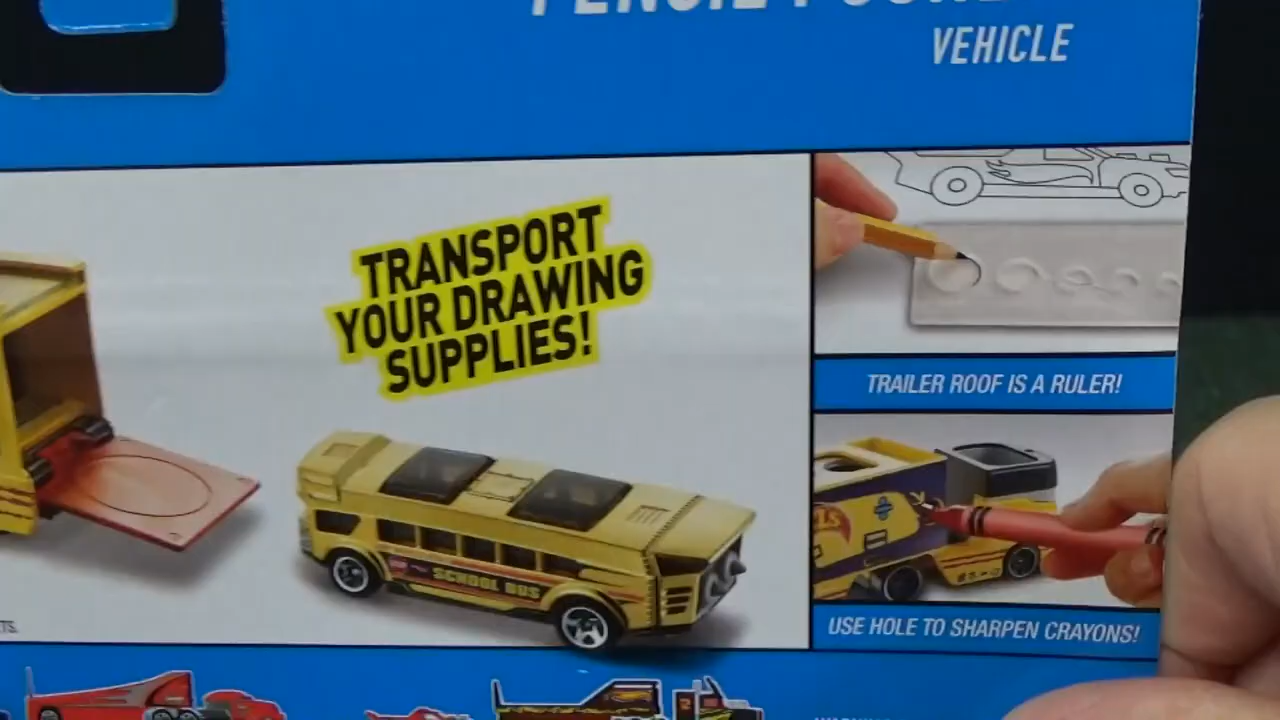 VEHICLE
TRANSPORT
YOUR DRAWING
SUPPLIES!
TRAILER ROOF IS A RULER!
SCHOOL BUS
USE HOLE TO SHARPEN CRAYONS!